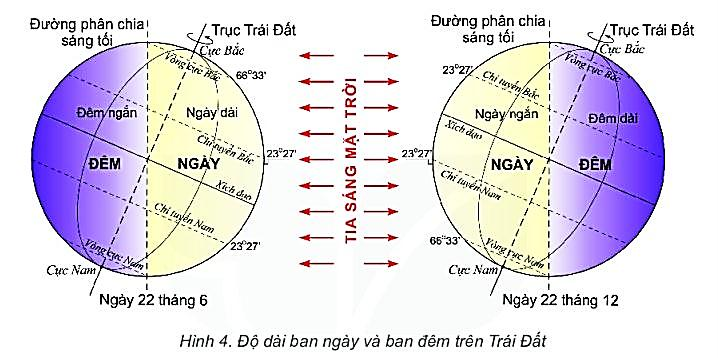 Đường phân chia
sáng tối
Trục Trái Đất
Cực Bắc
Vòng cực Bắc
66°33'
Đêm ngắn
Ngày dài
Chí tuyến Bắc
23°27'
ĐÊM
NGÀY
Xích đạo
Chí tuyến Nam
23°27'
Vòng cực Nam
Cực Nam
Ngày 22 tháng 6
TIA SÁNG MẶT TRỜI
Đường phân chia
sáng tối
Trục Trái Đất
Cực Bắc
Vòng cực Bắc
23°27'
Chí tuyến Bắc
Ngày ngắn
Đêm dài
Xích đạo
23°27'
NGÀY
ĐÊM
Chí tuyến Nam
66°33'
Vòng cực Nam
Cực Nam
Ngày 22 tháng 12
Hình 4. Độ dài ban ngày và ban đêm trên Trái Đất